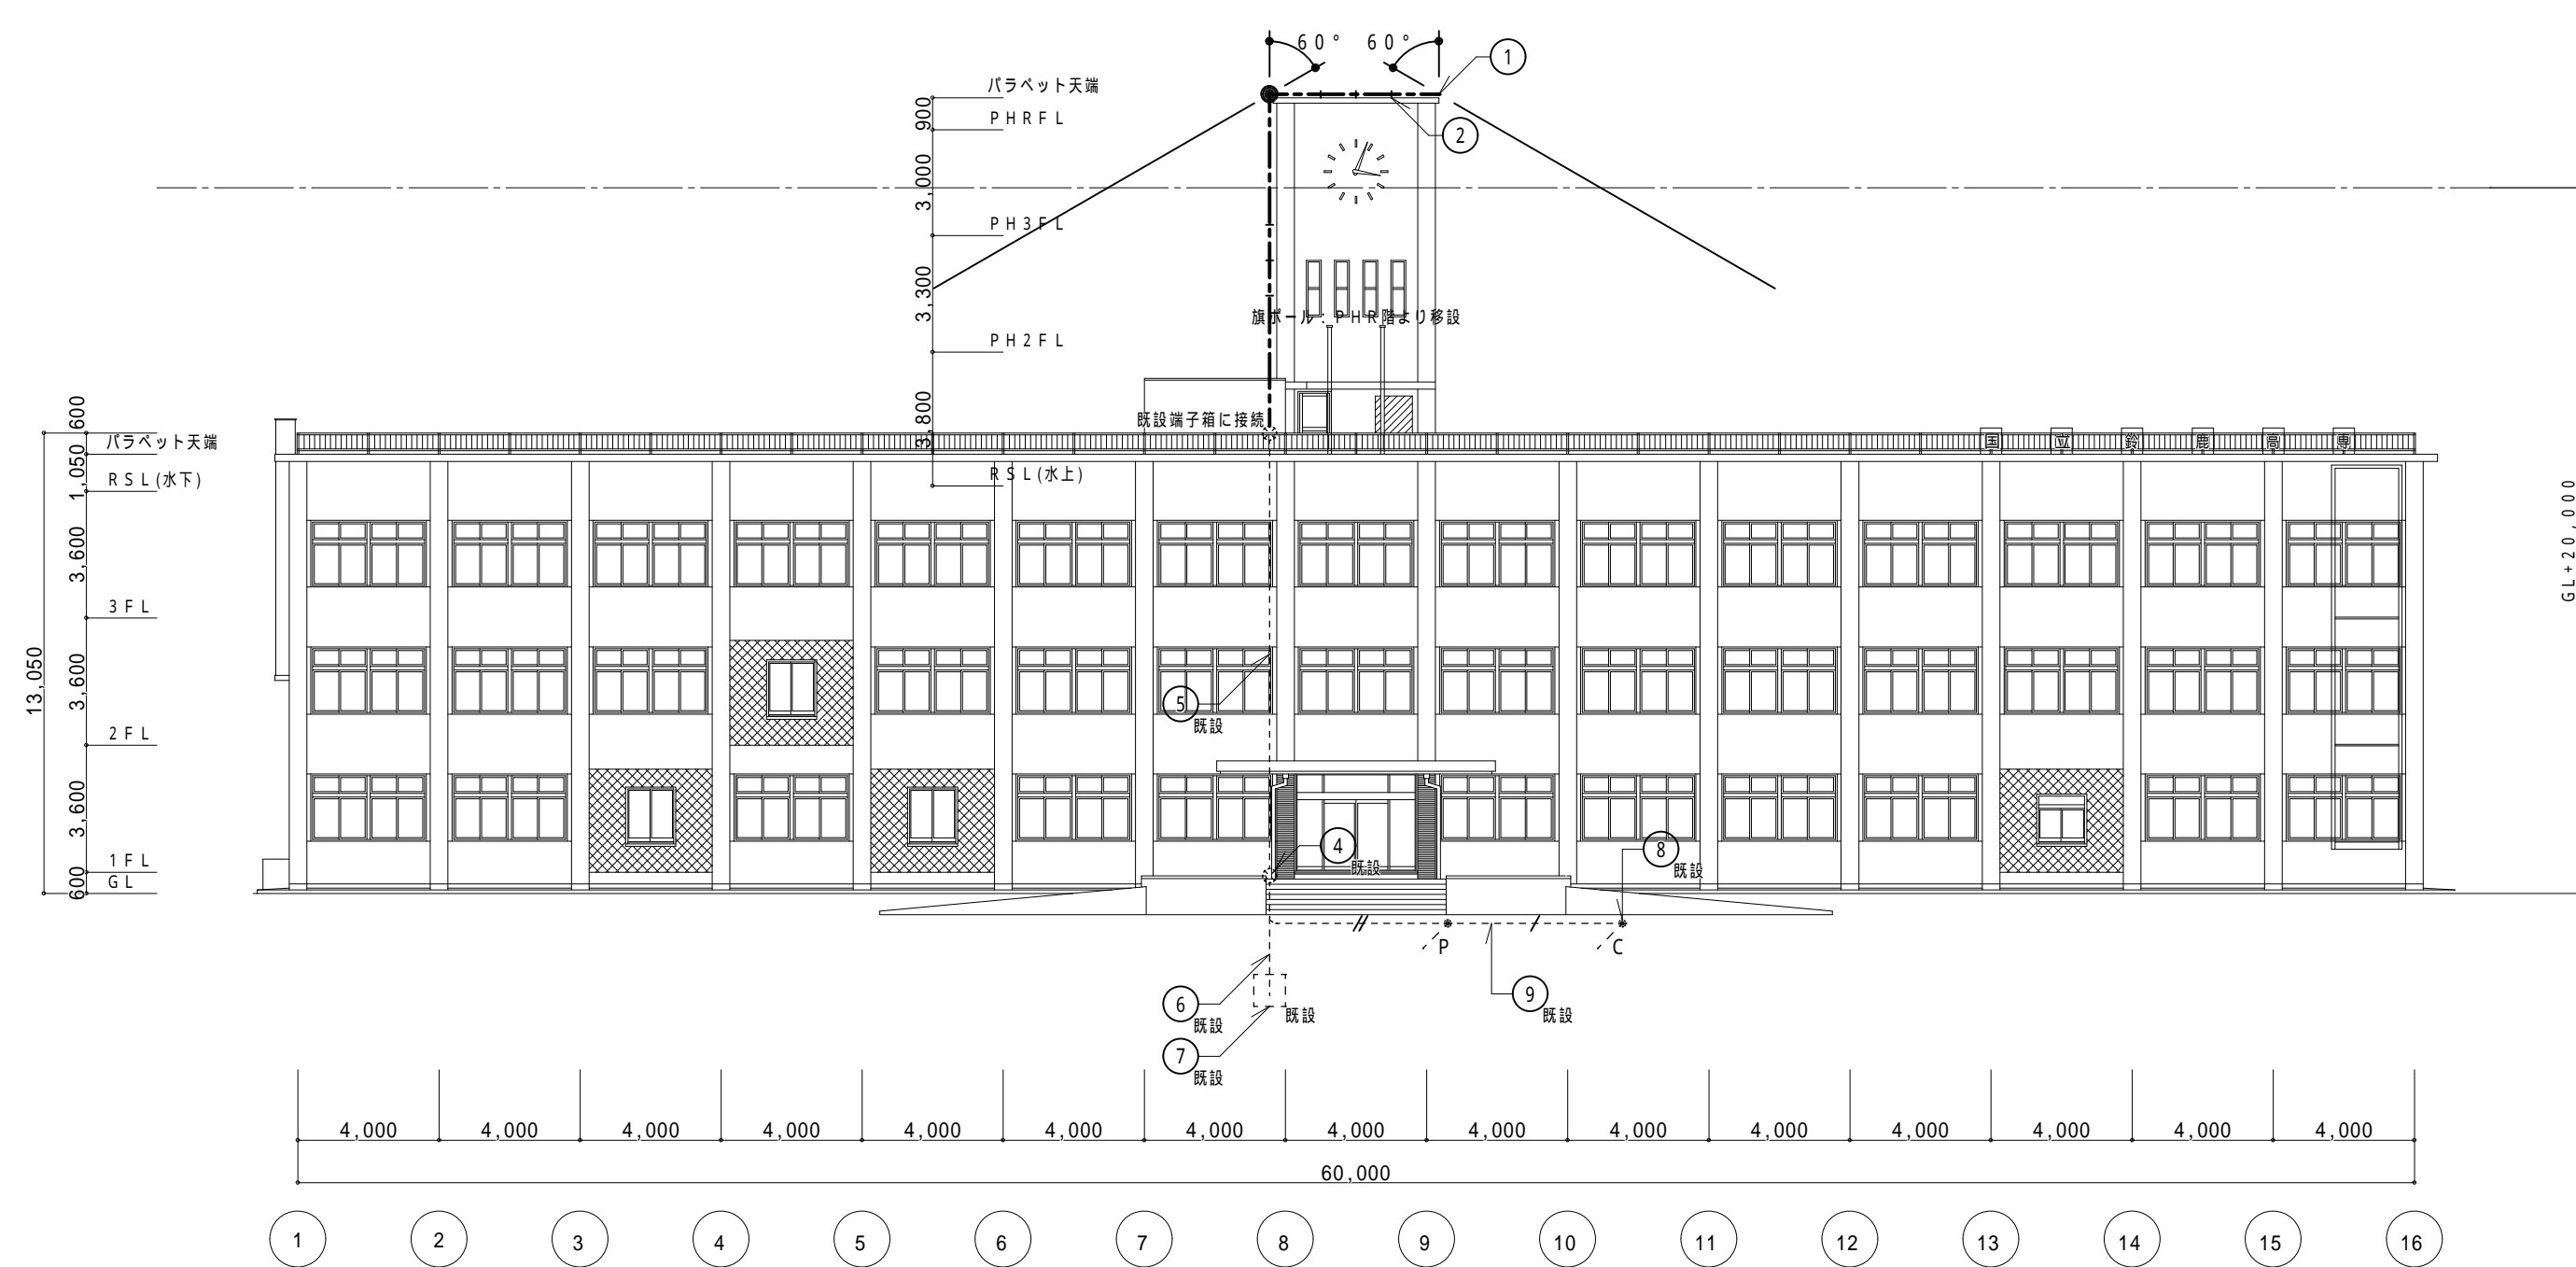 60° 60°
1
パラペット天端
900
PHRFL
2
3,000
PH3FL
3,300
旗ポール：PHR階より移設
PH2FL
3,800
既設端子箱に接続
600
パラペット天端
国立鈴鹿高専
1,050
RSL(水下)
RSL(水上)
GL+20,000
3,600
3FL
13,050
3,600
5
既設
2FL
3,600
4
既設
8
既設
1FL
600
GL
P
C
6
既設
既設
9
既設
7
既設
4,000 4,000 4,000 4,000 4,000 4,000 4,000 4,000 4,000 4,000 4,000 4,000 4,000 4,000 4,000
60,000
1 2 3 4 5 6 7 8 9 10 11 12 13 14 15 16